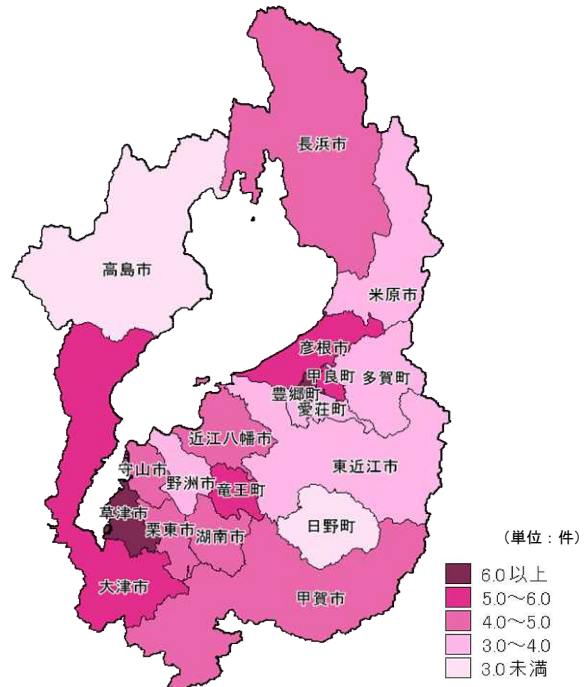 長浜市
高島市
米原市
彦根市
甲良町
多賀町
豊郷町
愛荘町
近江八幡市
東近江市
守山市
野洲市
竜王町
草津市
栗東市
湖南市
日野町
大津市
甲賀市
(単位：件)
6.0以上
5.0～6.0
4.0～5.0
3.0～4.0
3.0未満